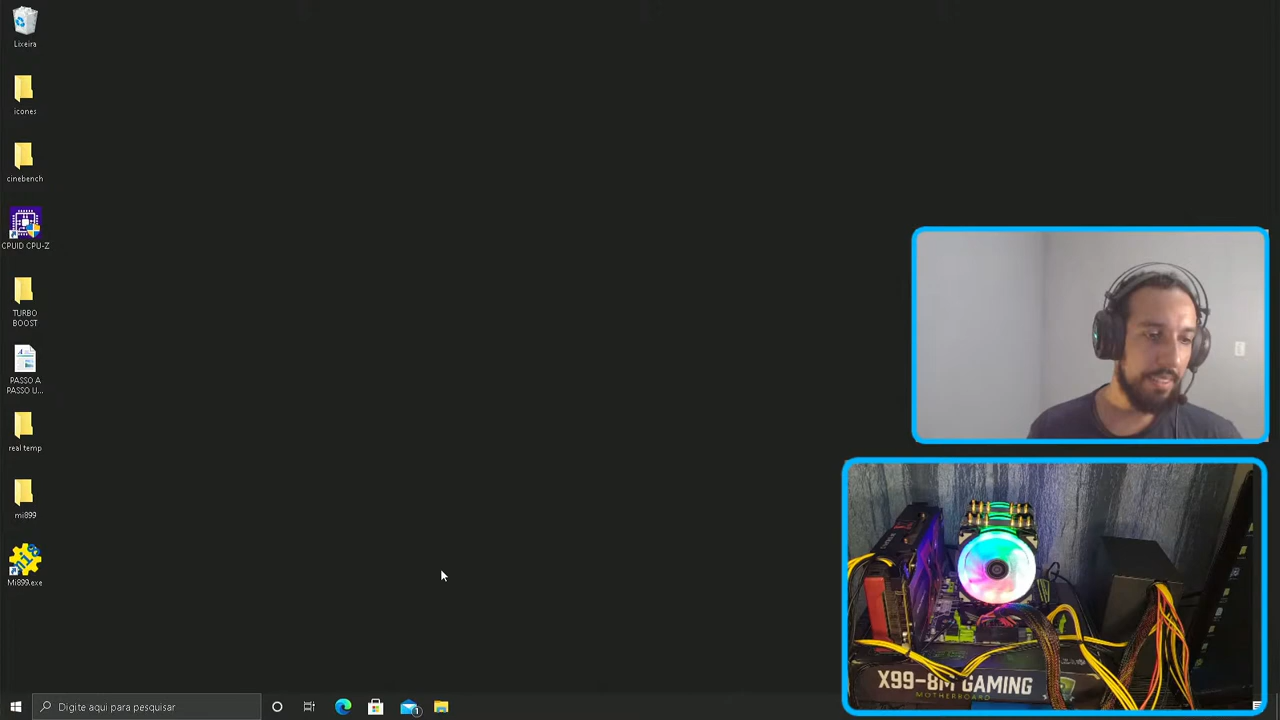 Lixeira
icones
cinebench
CPUID CPU-Z
TURBO
BOOST
PASSO A
PASSO U...
real temp
mi899
Mi899.exe
Digite aqui para pesquisar
1
X99-8M GAMING
MOTHERBOARD